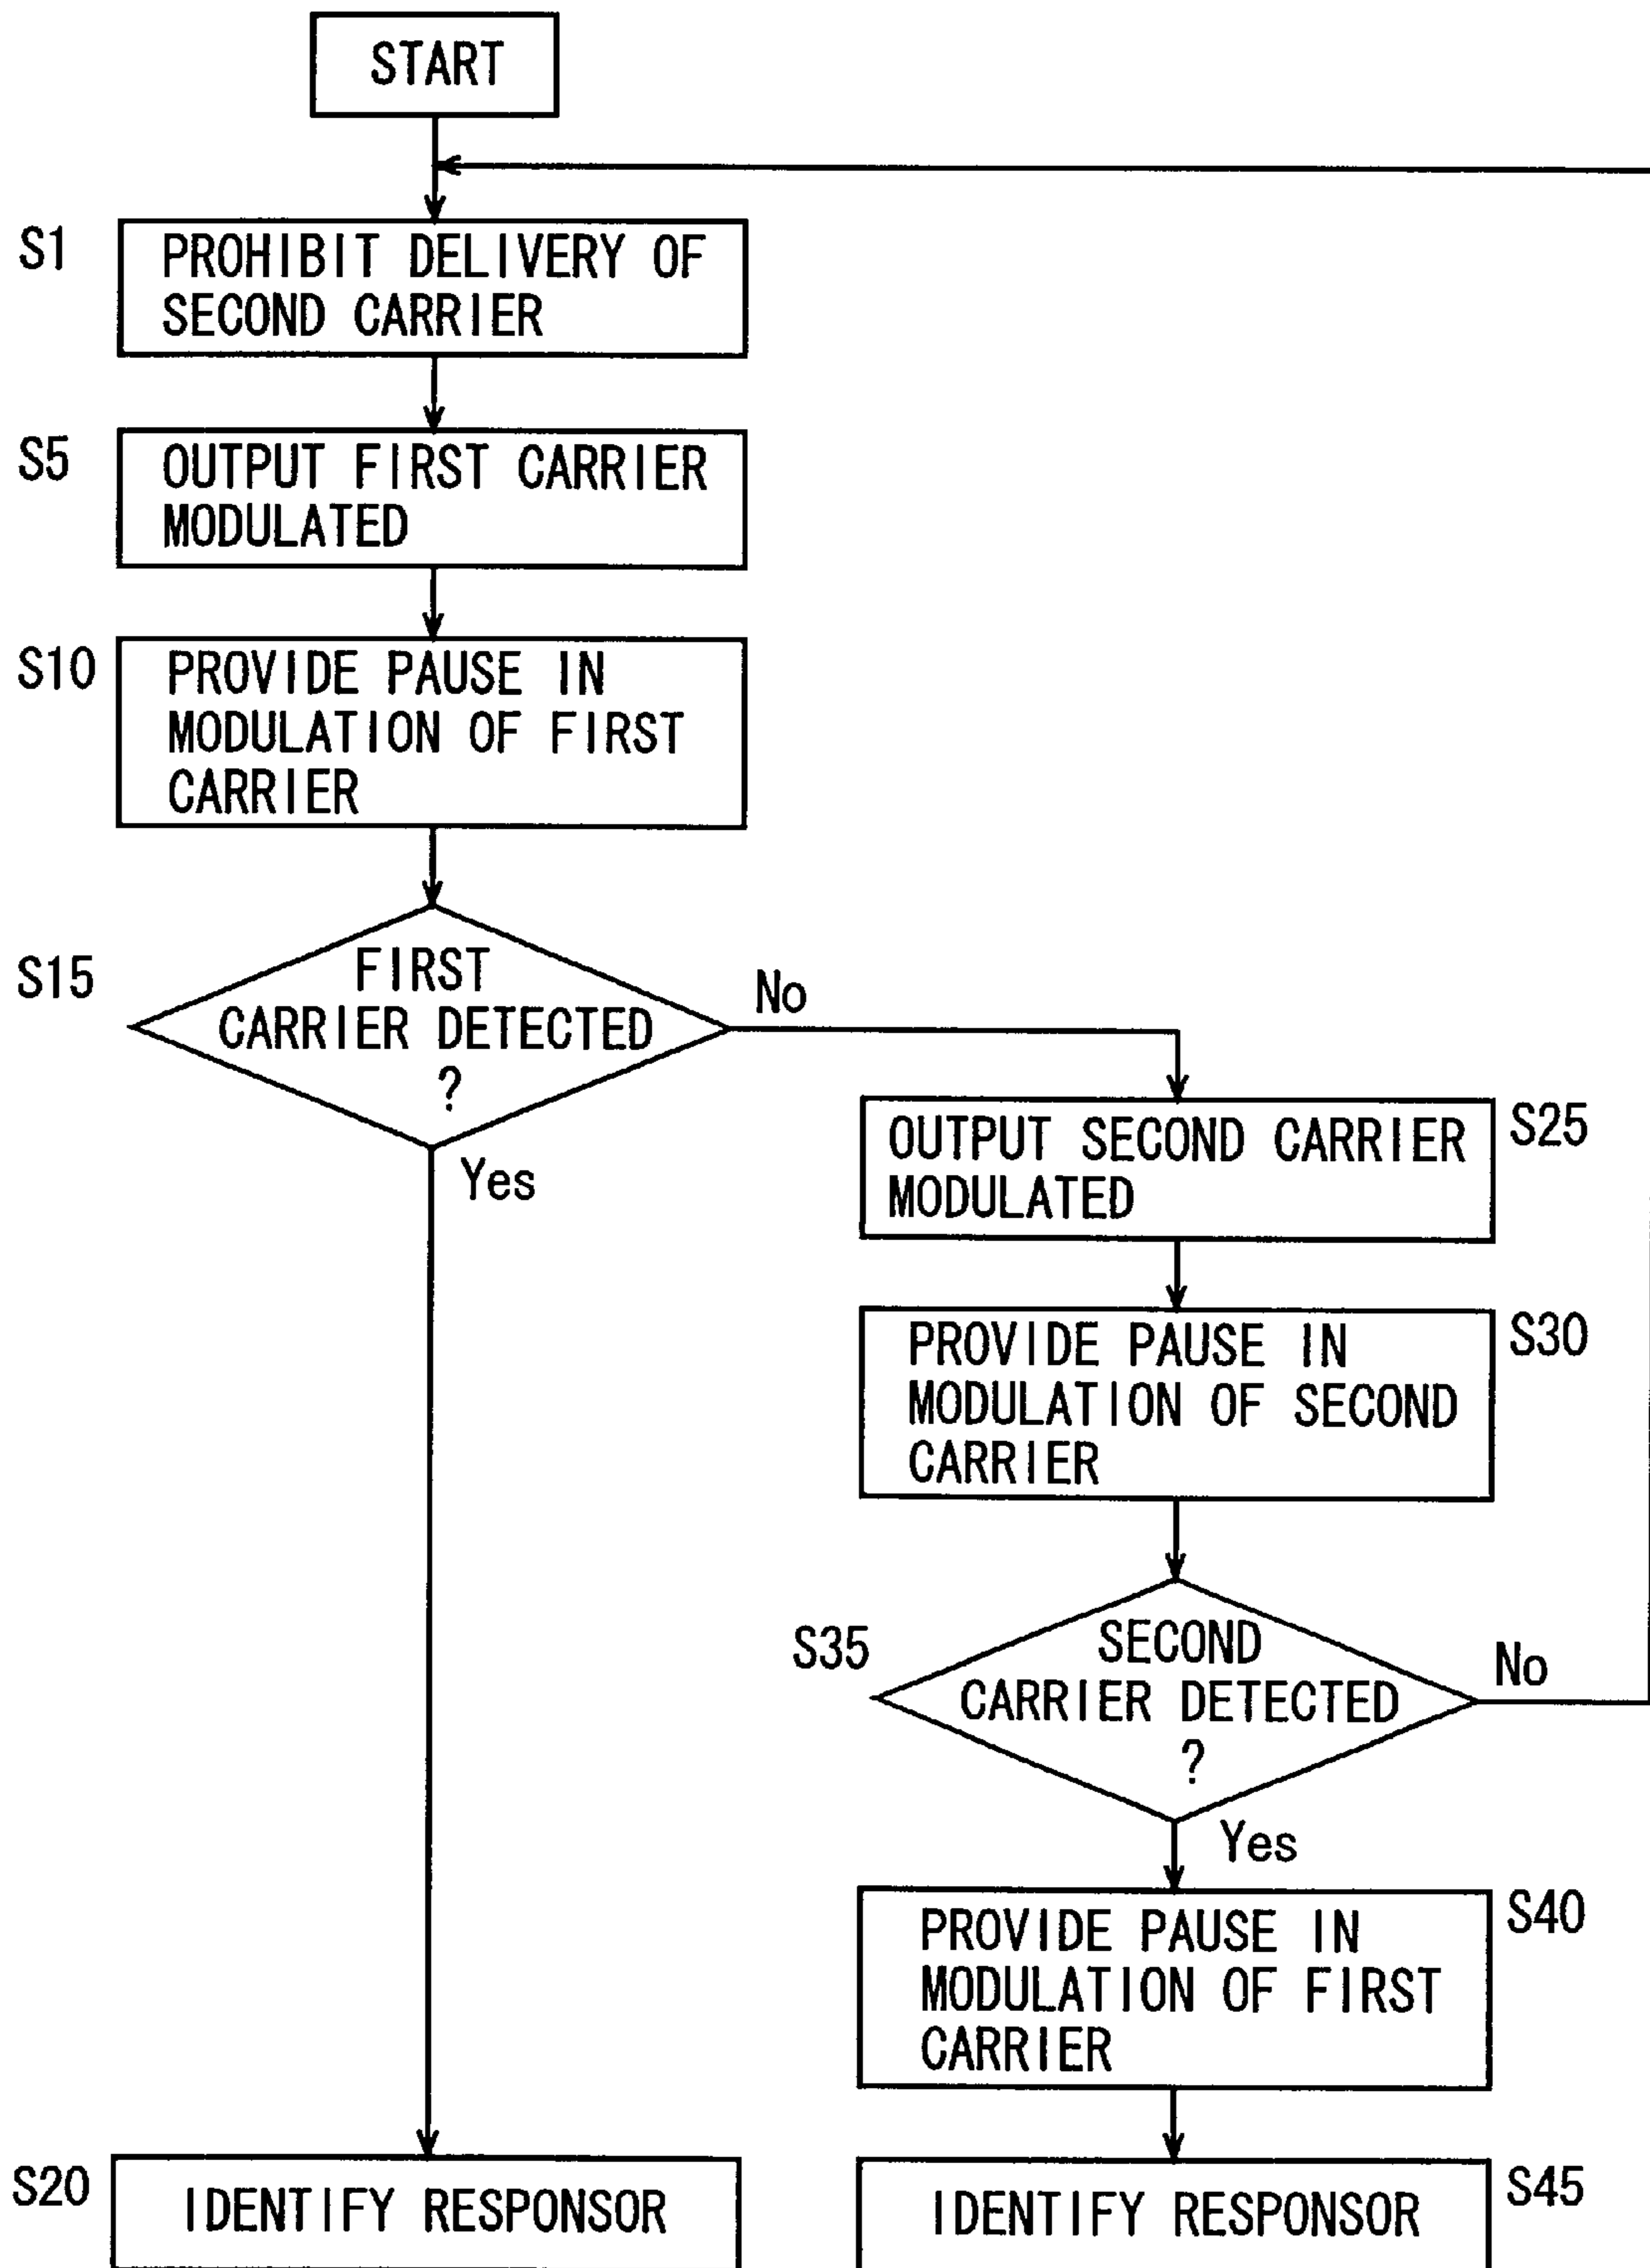 START
S1
PROHIBIT DELIVERY OF
SECOND CARRIER
S5
OUTPUT FIRST CARRIER
MODULATED
S10
PROVIDE PAUSE IN
MODULATION OF FIRST
CARRIER
S15
FIRST
CARRIER DETECTED
?
No
Yes
OUTPUT SECOND CARRIER
MODULATED
S25
PROVIDE PAUSE IN
MODULATION OF SECOND
CARRIER
S30
S35
SECOND
CARRIER DETECTED
?
No
Yes
PROVIDE PAUSE IN
MODULATION OF FIRST
CARRIER
S40
S20
IDENTIFY RESPONSOR
IDENTIFY RESPONSOR
S45